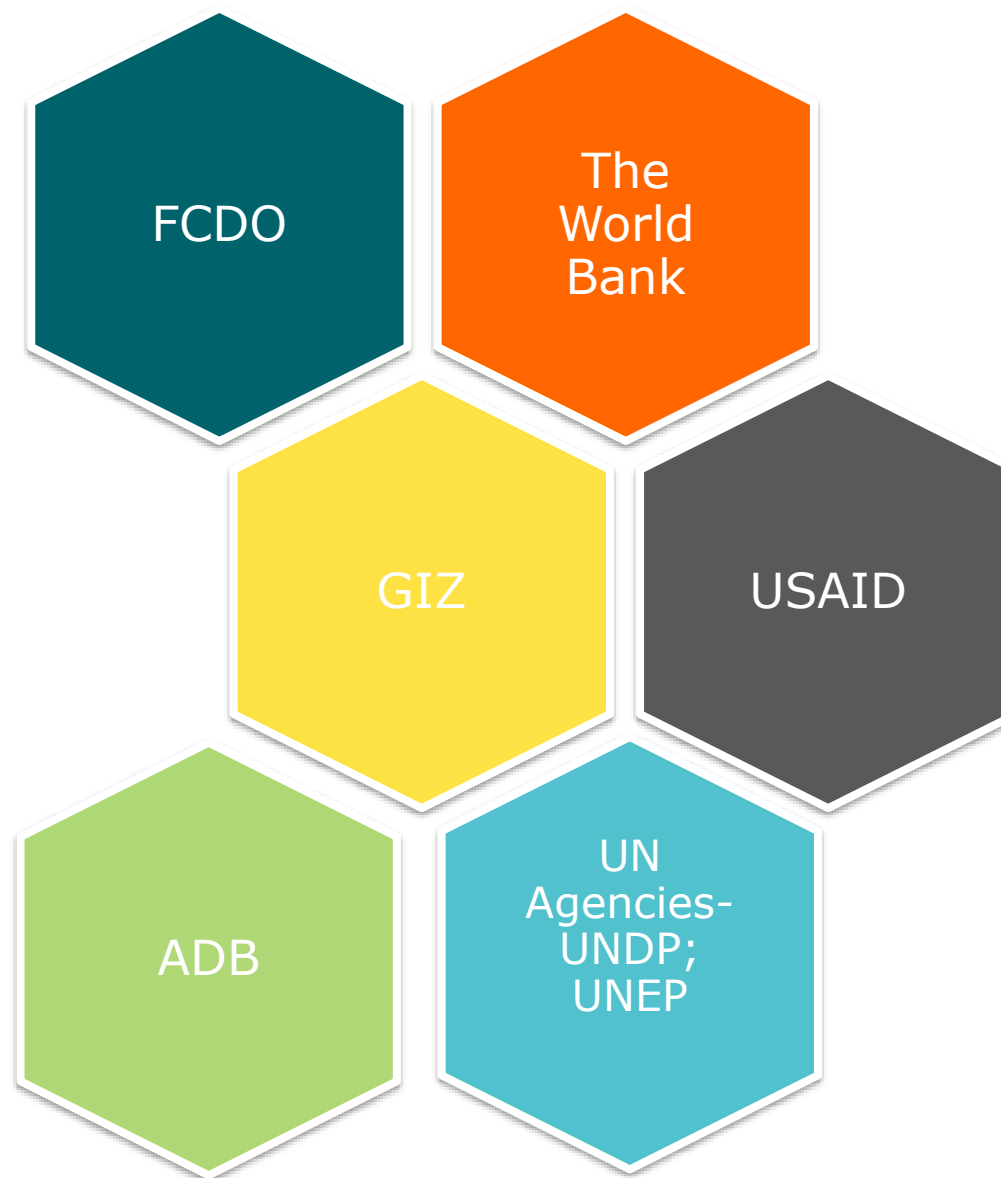 FCDO
The
World
Bank
GIZ
USAID
ADB
UN
Agencies-
UNDP;
UNEP